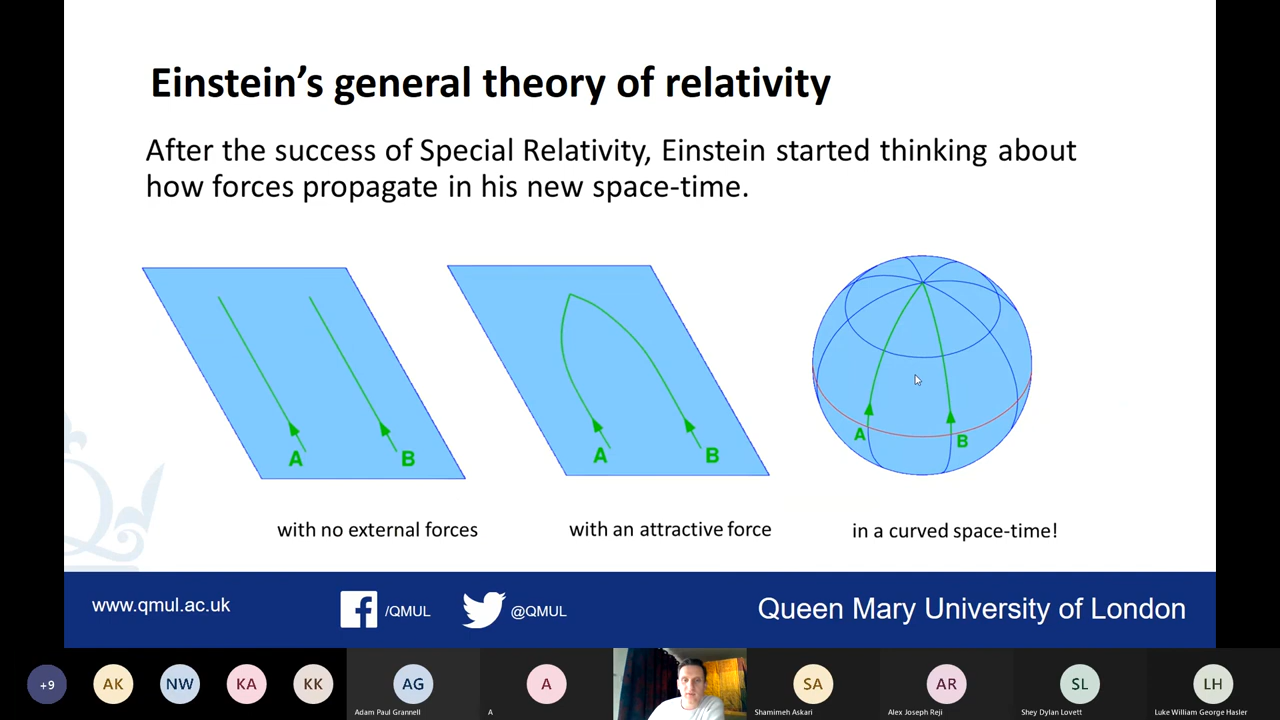 Einstein's general theory of relativity
After the success of Special Relativity, Einstein started thinking about
how forces propagate in his new space-time.
A
B
A
B
A
B
with no external forces
with an attractive force
in a curved space-time!
www.qmul.ac.uk
/QMUL
@QMUL
Queen Mary University of London
+9
AK
NW
KA
KK
AG
A
SA
AR
SL
LH
Adam Paul Grannell
A
Shamimeh Askari
Alex Joseph Reji
Shey Dylan Lovett
Luke William George Hasler